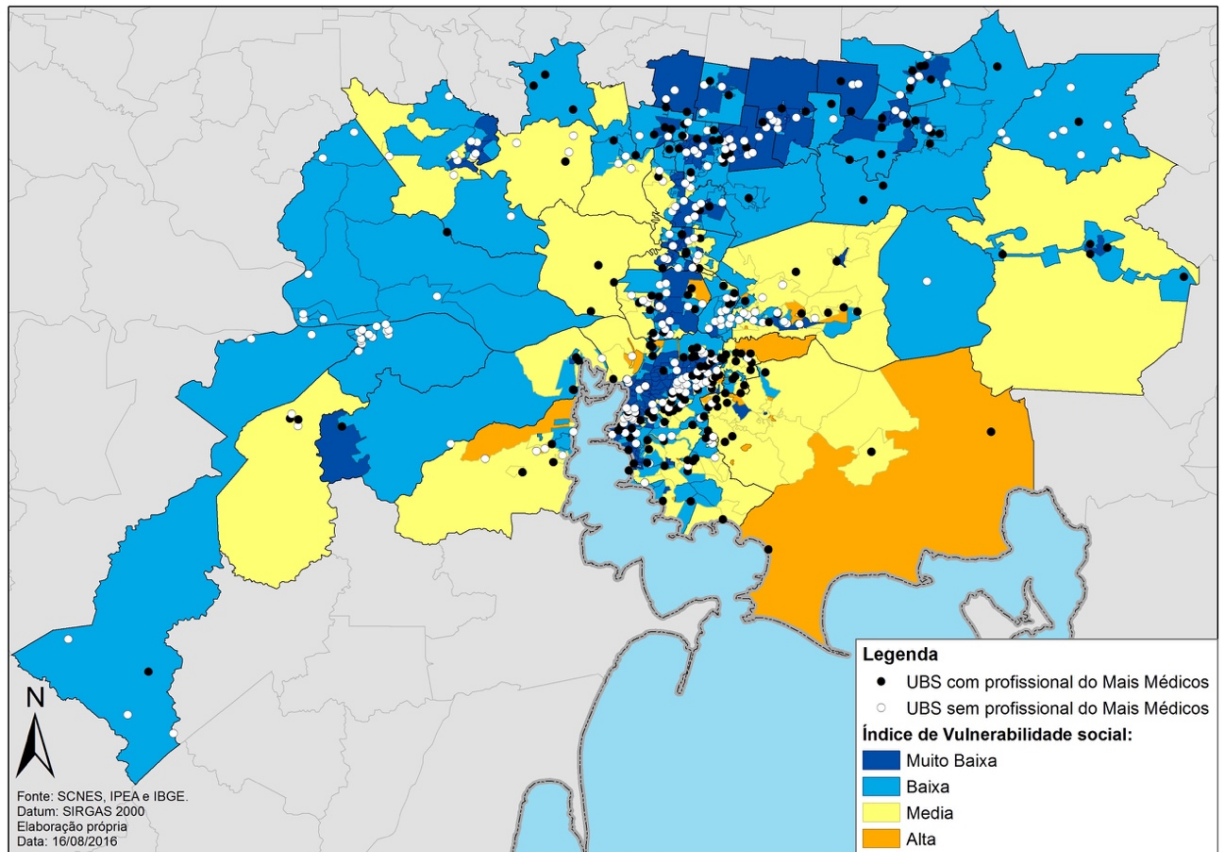 Legenda
UBS com profissional do Mais Médicos
UBS sem profissional do Mais Médicos
Índice de Vulnerabilidade social:
Muito Baixa
Baixa
Media
Alta
N
Fonte: SCNES, IPEA e IBGE.
Datum: SIRGAS 2000
Elaboração própria
Data: 16/08/2016